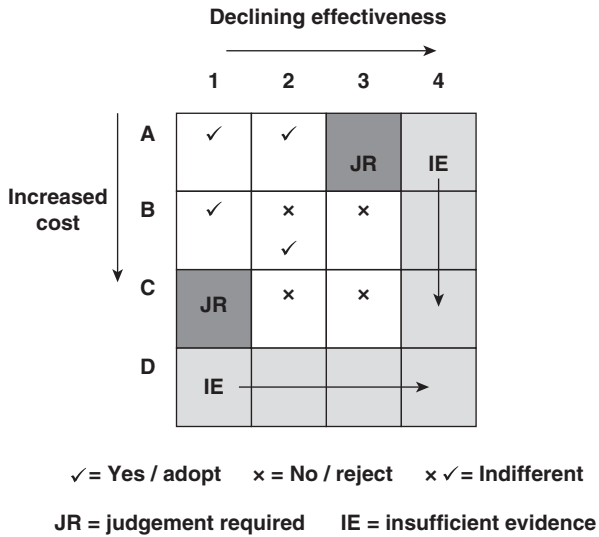 Declining effectiveness
1 2 3 4
A ✓ ✓
JR IE
Increased
cost
B ✓ × ×
✓
C × ×
JR
D
IE
✓= Yes / adopt × = No / reject × ✓ = Indifferent
JR = judgement required IE = insufficient evidence